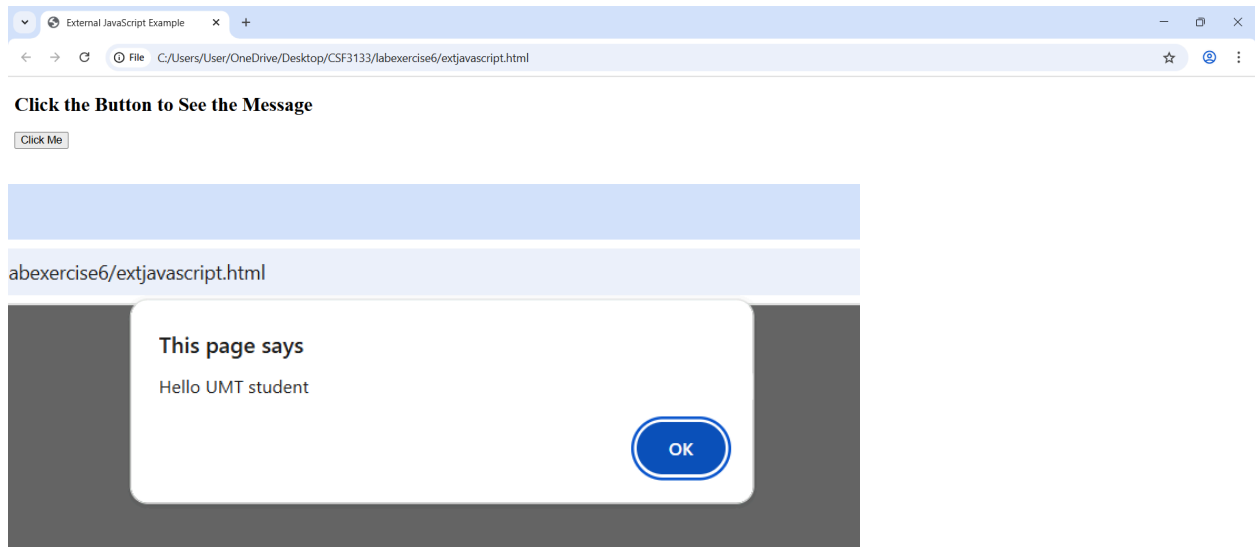 External JavaScript Example
File C:/Users/User/OneDrive/Desktop/CSF3133/labexercise6/extjavascript.html
Click the Button to See the Message
Click Me
abexercise6/extjavascript.html
This page says
Hello UMT student
OK